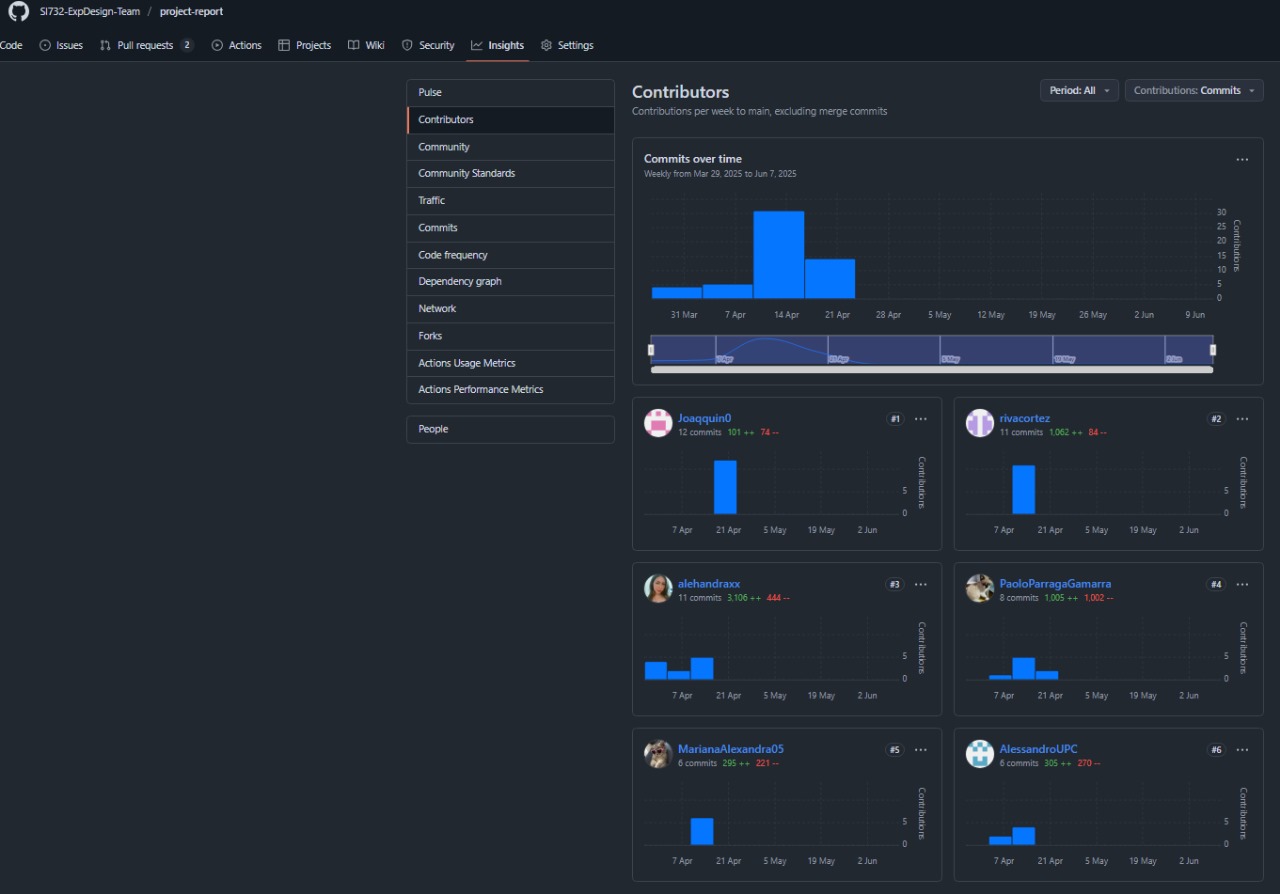 SI732-ExpDesign-Team / project-report
Code Issues Pull requests 2 Actions Projects Wiki Security Insights Settings
Pulse
Contributors
Community
Community Standards
Traffic
Commits
Code frequency
Dependency graph
Network
Forks
Actions Usage Metrics
Actions Performance Metrics
People
Contributors
Contributions per week to main, excluding merge commits
Period: All
Contributions: Commits
Commits over time
Weekly from Mar 29, 2025 to Jun 7, 2025
30
25
20
15
10
5
0
Contributions
31 Mar 7 Apr 14 Apr 21 Apr 28 Apr 5 May 12 May 19 May 26 May 2 Jun 9 Jun
7 Apr 21 Apr 5 May 19 May 2 Jun
Joaqquin0 #1
12 commits 101 ++ 74 --
Contributions
5
0
7 Apr 21 Apr 5 May 19 May 2 Jun
rivacortez #2
11 commits 1,062 ++ 84 --
Contributions
5
0
7 Apr 21 Apr 5 May 19 May 2 Jun
alehandraxx #3
11 commits 3,106 ++ 444 --
Contributions
5
0
7 Apr 21 Apr 5 May 19 May 2 Jun
PaoloParragaGamarra #4
8 commits 1,005 ++ 1,002 --
Contributions
5
0
7 Apr 21 Apr 5 May 19 May 2 Jun
MarianaAlexandra05 #5
6 commits 295 ++ 221 --
Contributions
5
0
7 Apr 21 Apr 5 May 19 May 2 Jun
AlessandroUPC #6
6 commits 305 ++ 270 --
Contributions
5
0
7 Apr 21 Apr 5 May 19 May 2 Jun